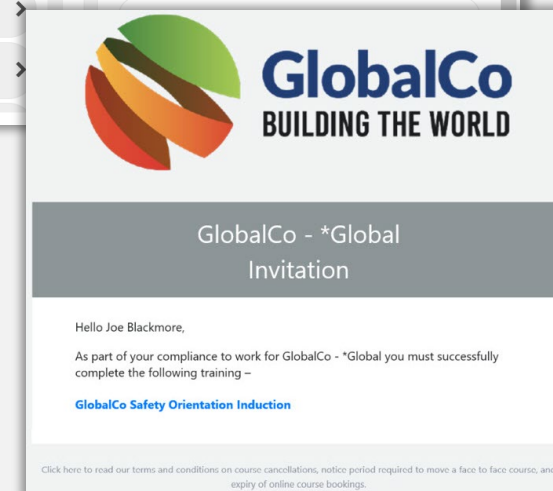 GlobalCo
BUILDING THE WORLD
GlobalCo - *Global
Invitation
Hello Joe Blackmore,
As part of your compliance to work for GlobalCo - *Global you must successfully
complete the following training –
GlobalCo Safety Orientation Induction
Click here to read our terms and conditions on course cancellations, notice period required to move a face to face course, and
expiry of online course bookings.